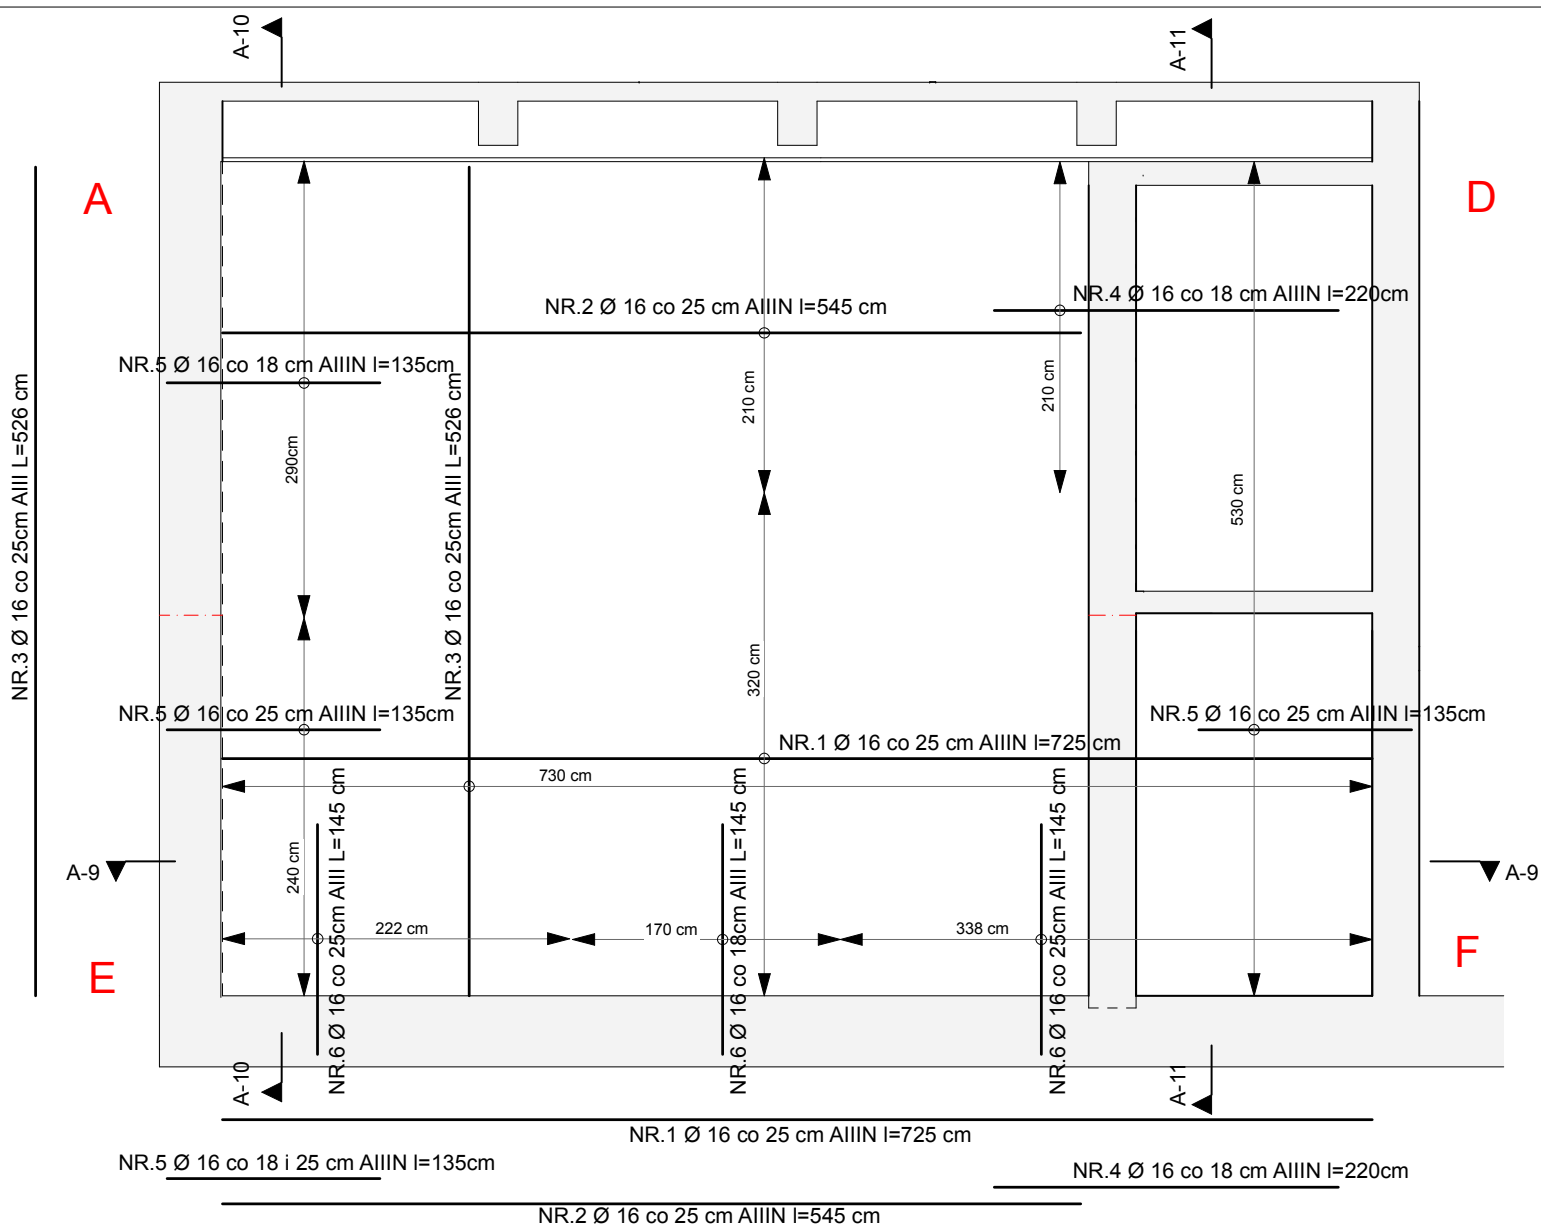 A-10
A-11
A
D
NR.2 Ø 16 co 25 cm AIIIN l=545 cm
NR.4 Ø 16 co 18 cm AIIIN l=220cm
NR.5 Ø 16 co 18 cm AIIIN l=135cm
NR.3 Ø 16 co 25cm AIII L=526 cm
NR.3 Ø 16 co 25cm AIII L=526 cm
290cm
210 cm
210 cm
530 cm
320 cm
NR.5 Ø 16 co 25 cm AIIIN l=135cm
NR.5 Ø 16 co 25 cm AIIIN l=135cm
NR.1 Ø 16 co 25 cm AIIIN l=725 cm
730 cm
240 cm
NR.6 Ø 16 co 25cm AIII L=145 cm
NR.6 Ø 16 co 18cm AIII L=145 cm
NR.6 Ø 16 co 25cm AIII L=145 cm
A-9
A-9
222 cm
170 cm
338 cm
E
F
A-10
A-11
NR.1 Ø 16 co 25 cm AIIIN l=725 cm
NR.5 Ø 16 co 18 i 25 cm AIIIN l=135cm
NR.4 Ø 16 co 18 cm AIIIN l=220cm
NR.2 Ø 16 co 25 cm AIIIN l=545 cm